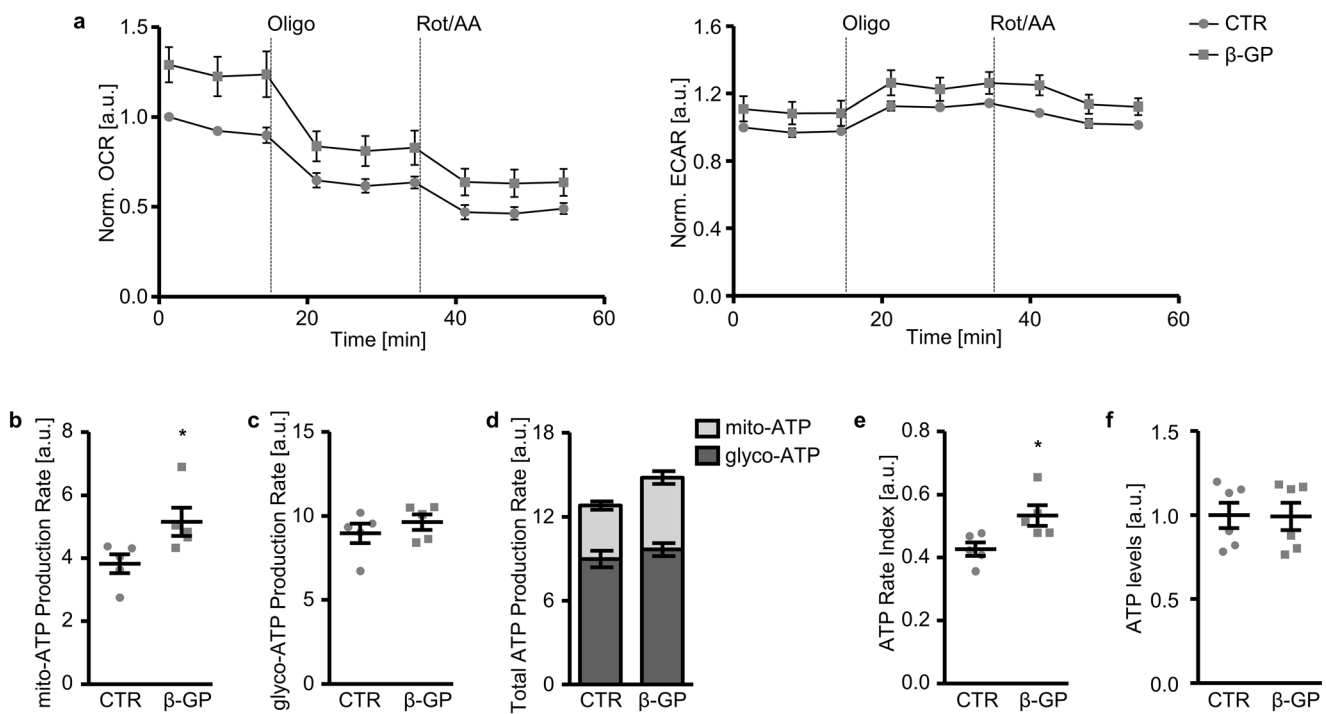 a
Oligo
Rot/AA
1.5
1.0
0.5
0.0
Norm. OCR [a.u.]
0
20
40
60
Time [min]
Oligo
Rot/AA
1.6
1.2
0.8
0.4
0.0
Norm. ECAR [a.u.]
0
20
40
60
Time [min]
CTR
β-GP
b
mito-ATP Production Rate [a.u.]
8
6
4
2
0
*
CTR
β-GP
c
glyco-ATP Production Rate [a.u.]
15
10
5
0
CTR
β-GP
d
Total ATP Production Rate [a.u.]
18
12
6
0
CTR
β-GP
mito-ATP
glyco-ATP
e
ATP Rate Index [a.u.]
0.8
0.6
0.4
0.2
0.0
*
CTR
β-GP
f
ATP levels [a.u.]
1.5
1.0
0.5
0.0
CTR
β-GP